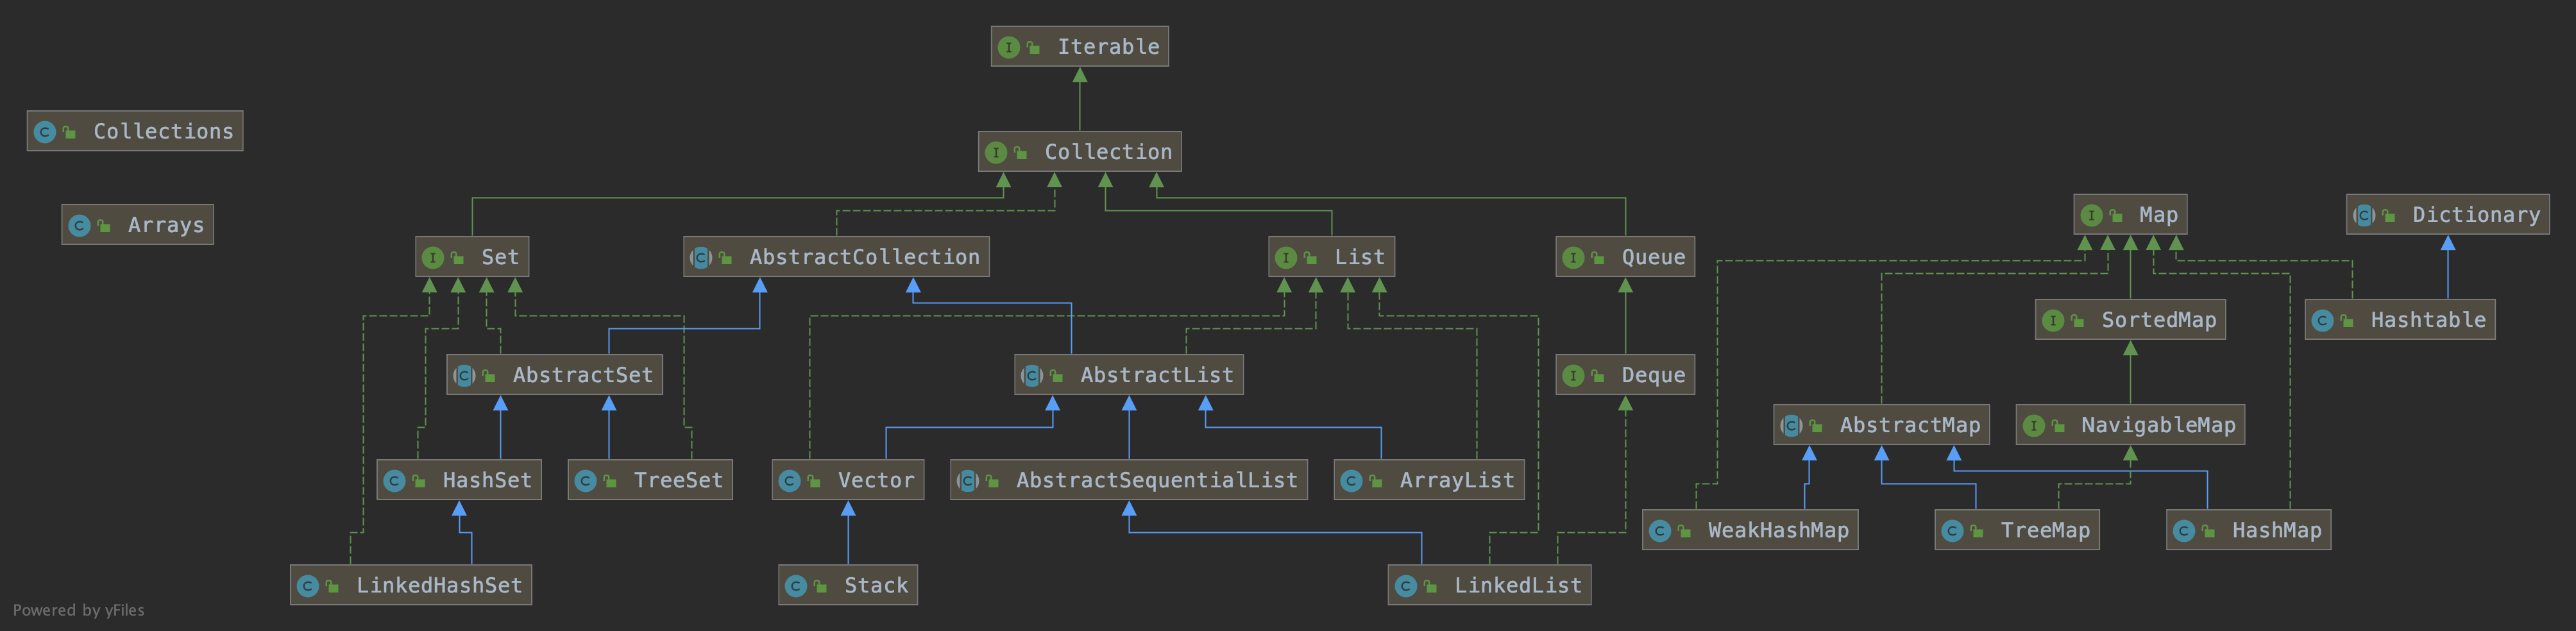 Iterable
Collections
Collection
Arrays
Map
Dictionary
Set
AbstractCollection
List
Queue
SortedMap
Hashtable
AbstractSet
AbstractList
Deque
AbstractMap
NavigableMap
HashSet
TreeSet
Vector
AbstractSequentialList
ArrayList
WeakHashMap
TreeMap
HashMap
LinkedHashSet
Stack
LinkedList
Powered by yFiles